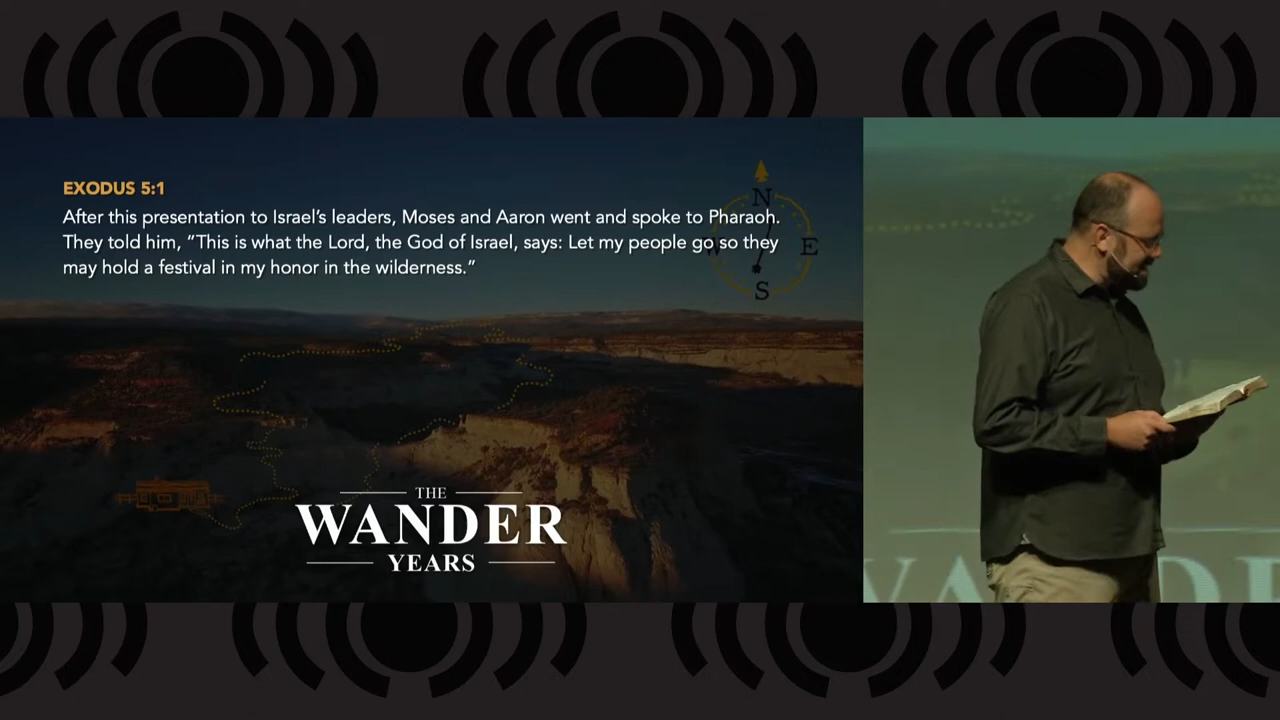 EXODUS 5:1
After this presentation to Israel's leaders, Moses and Aaron went and spoke to Pharaoh.
They told him, "This is what the Lord, the God of Israel, says: Let my people go so they
may hold a festival in my honor in the wilderness."
N
W E
S
THE
WANDER
YEARS
WANDE